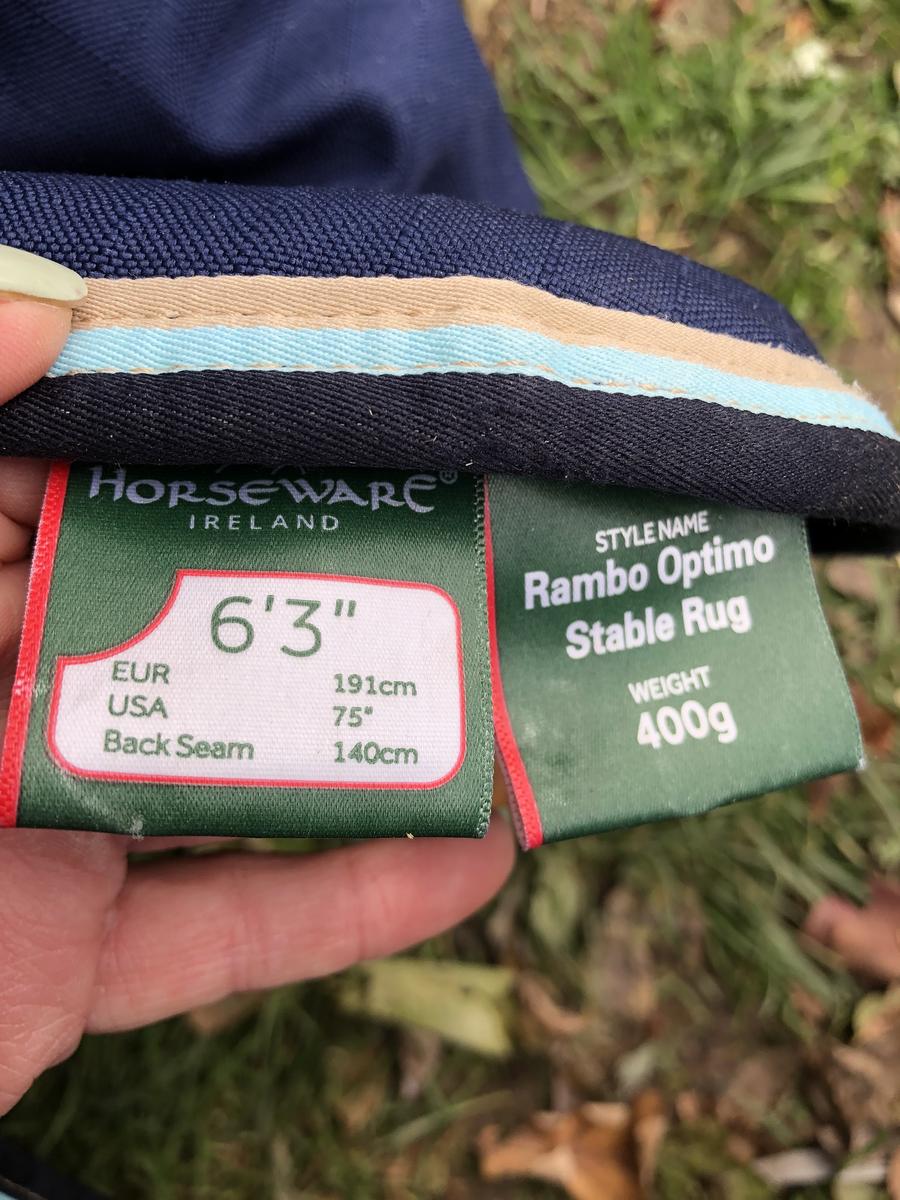 HORSEWARE®
IRELAND
6'3"
EUR 191cm
USA 75"
Back Seam 140cm
STYLE NAME
Rambo Optimo
Stable Rug
WEIGHT
400g